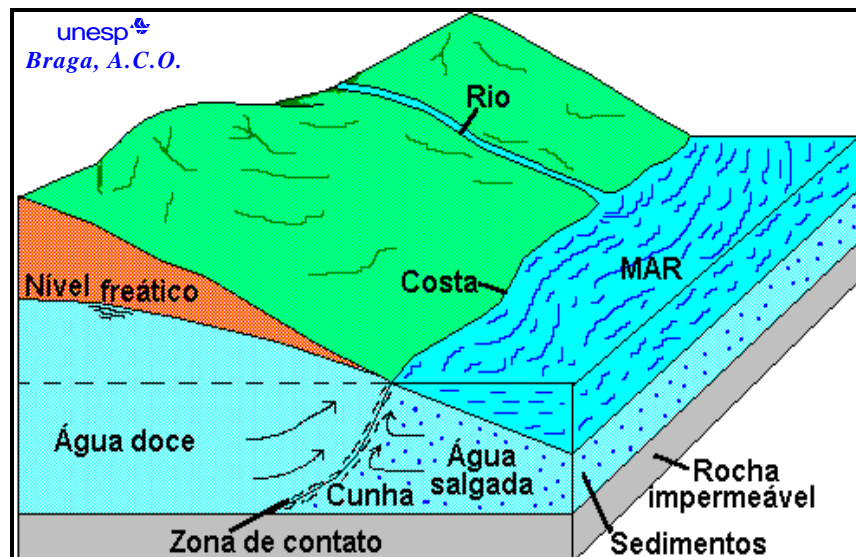 unesp
Braga, A.C.O.
Rio
Nível freático
Costa
MAR
Água doce
Água
salgada
Cunha
Rocha
impermeável
Zona de contato
Sedimentos